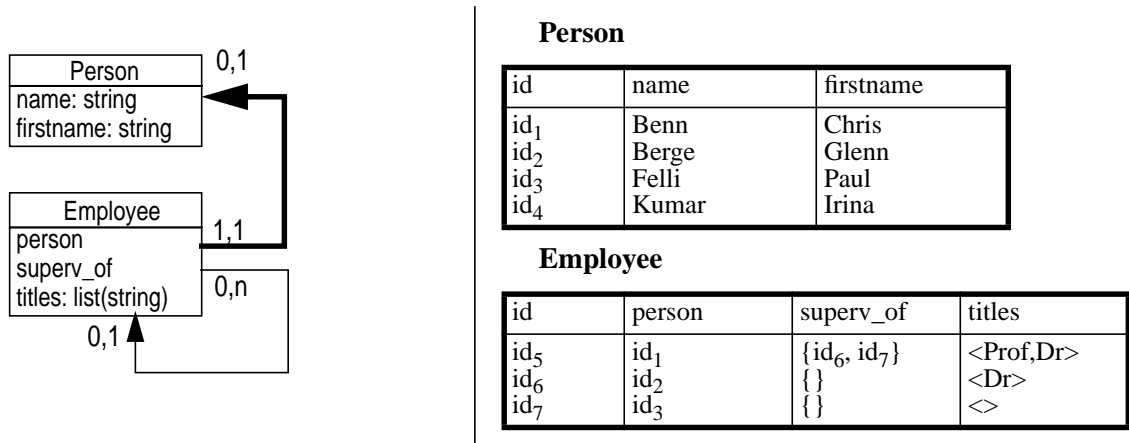 Person
0,1
name: string
firstname: string
Employee
1,1
person
superv_of
0,n
titles: list(string)
0,1
Person
id name firstname
id1 Benn Chris
id2 Berge Glenn
id3 Felli Paul
id4 Kumar Irina
Employee
id person superv_of titles
id5 id1 {id6, id7} <Prof,Dr>
id6 id2 {} <Dr>
id7 id3 {} <>